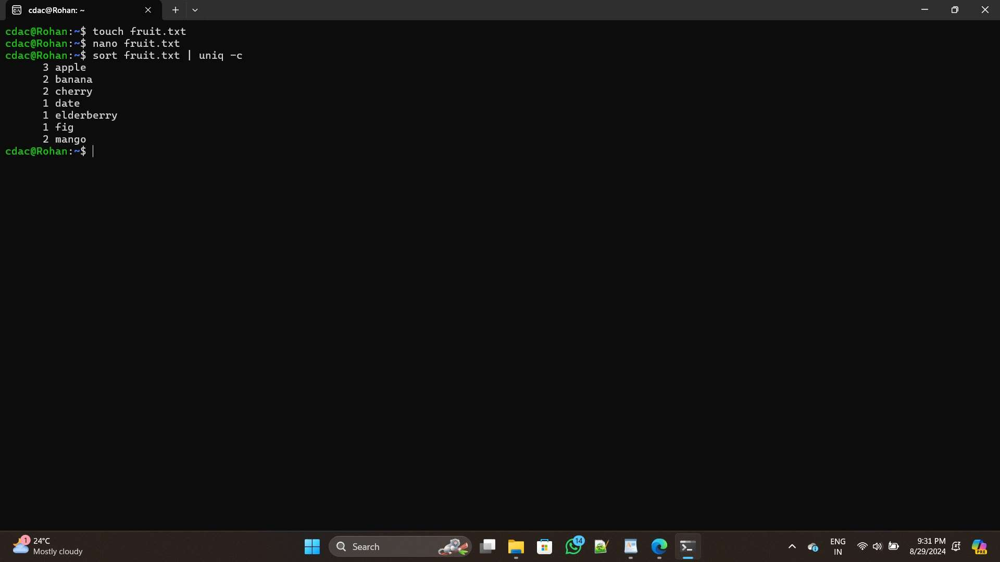 cdac@Rohan: ~
cdac@Rohan:~$ touch fruit.txt
cdac@Rohan:~$ nano fruit.txt
cdac@Rohan:~$ sort fruit.txt | uniq -c
3 apple
2 banana
2 cherry
1 date
1 elderberry
1 fig
2 mango
cdac@Rohan:~$
1
24°C
Mostly cloudy
Search
14
ENG
IN
9:31 PM
8/29/2024
PRE